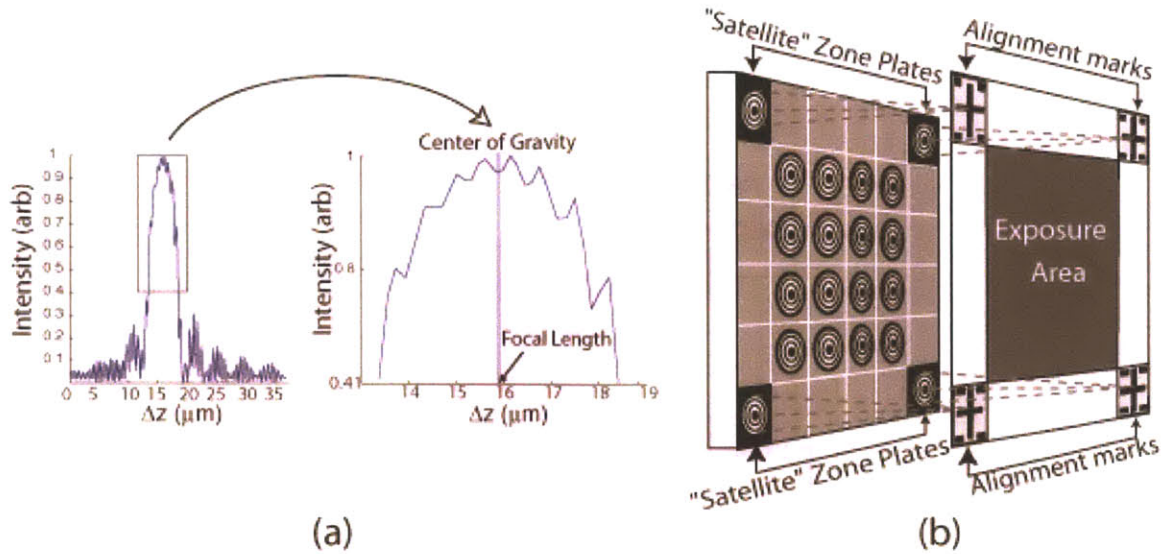 Intensity (arb)
1
0.9
0.8
0.7
0.6
0.5
0.4
0.3
0.2
0.1
0 5 10 15 20 25 30 35
Δz (μm)
Center of Gravity
Intensity (arb)
1
0.8
0.41
Focal Length
14 15 16 17 18 19
Δz (μm)
(a)
"Satellite" Zone Plates
Alignment marks
Exposure
Area
"Satellite" Zone Plates
Alignment marks
(b)